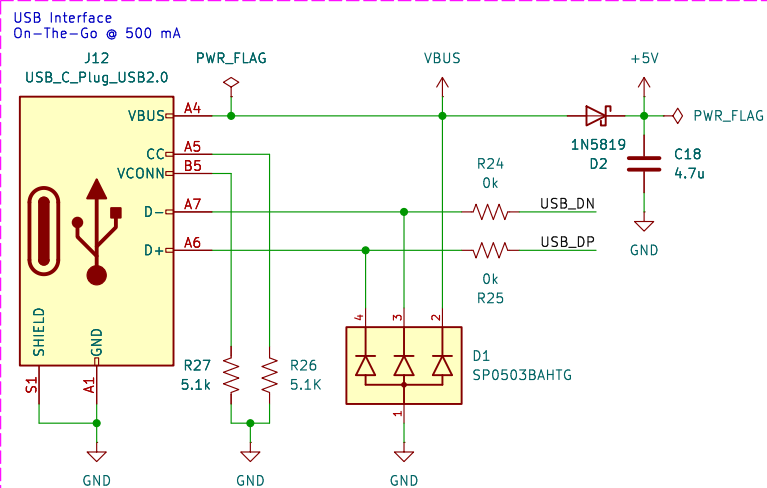 USB Interface
On-The-Go @ 500 mA
J12
USB_C_Plug_USB2.0
PWR_FLAG
VBUS
+5V
VBUS
A4
PWR_FLAG
CC
A5
1N5819
D2
C18
4.7u
VCONN
B5
R24
0k
D-
A7
USB_DN
D+
A6
USB_DP
GND
0k
R25
SHIELD
GND
4
3
2
R27
5.1k
R26
5.1K
D1
SP0503BAHTG
S1
A1
1
GND
GND
GND